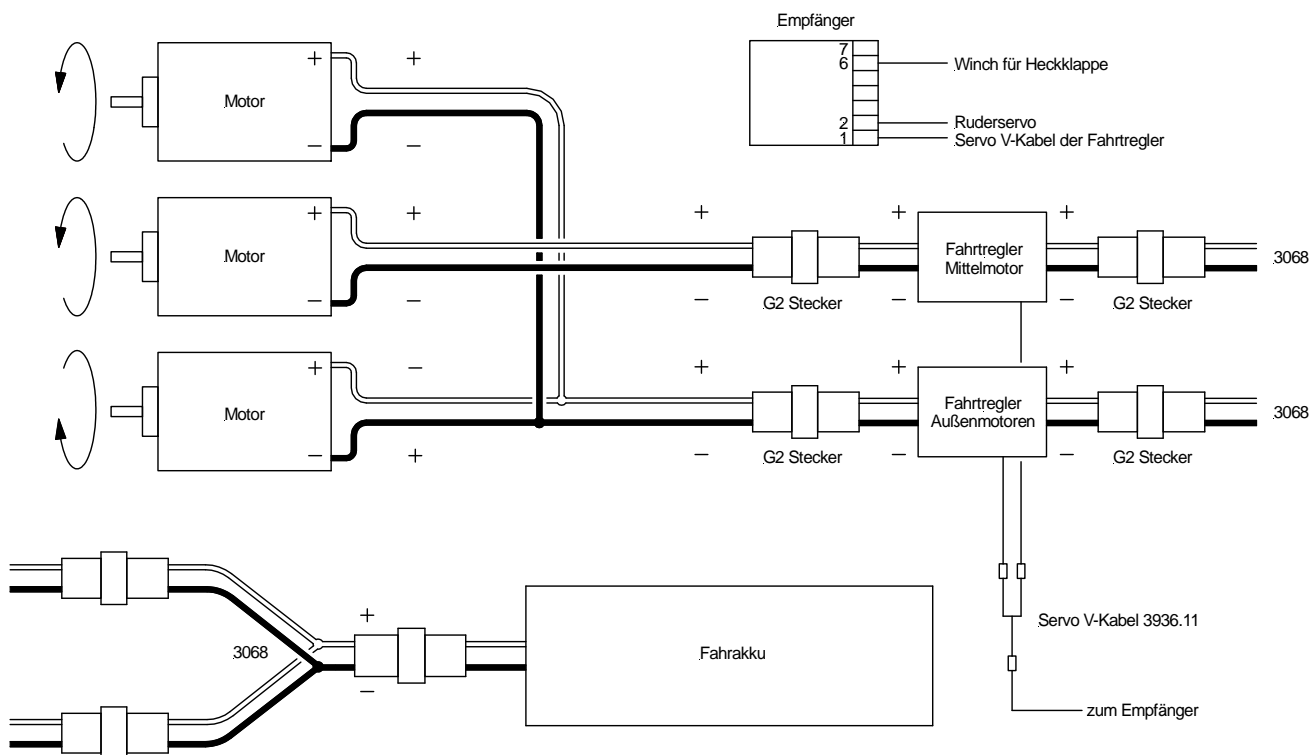 Empfänger
7
6
Winch für Heckklappe
2
Ruderservo
1
Servo V-Kabel der Fahrtregler
+
+
Motor
–
–
+
+
+
+
+
Motor
Fahrtregler
Mittelmotor
3068
–
–
–
G2 Stecker
–
–
G2 Stecker
+
–
+
+
+
Motor
Fahrtregler
Außenmotoren
3068
–
+
–
G2 Stecker
–
–
G2 Stecker
+
Servo V-Kabel 3936.11
3068
Fahrakku
–
zum Empfänger